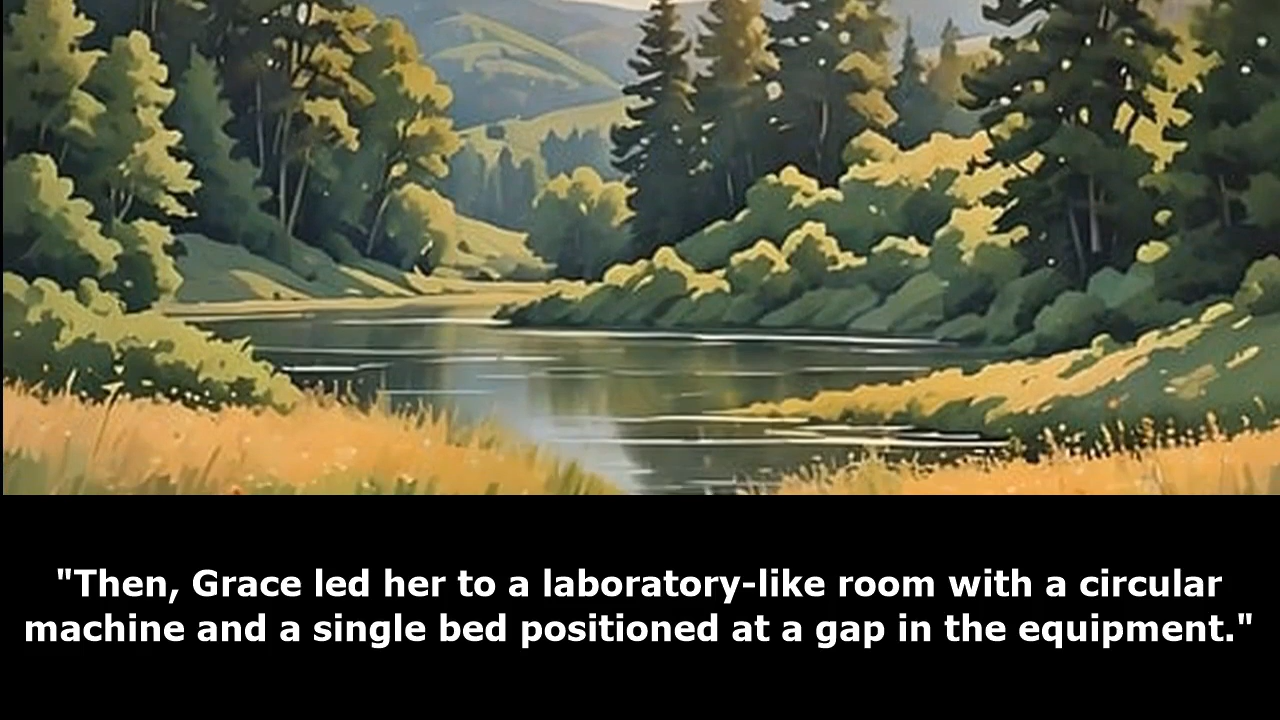 "Then, Grace led her to a laboratory-like room with a circular
machine and a single bed positioned at a gap in the equipment."